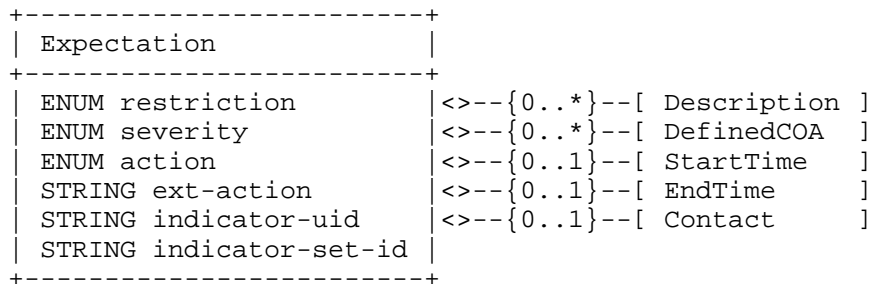 +-------------------------+
| Expectation             |
+-------------------------+
| ENUM restriction        |<>--{0..*}--[ Description ]
| ENUM severity           |<>--{0..*}--[ DefinedCOA  ]
| ENUM action             |<>--{0..1}--[ StartTime   ]
| STRING ext-action       |<>--{0..1}--[ EndTime     ]
| STRING indicator-uid    |<>--{0..1}--[ Contact     ]
| STRING indicator-set-id |
+-------------------------+